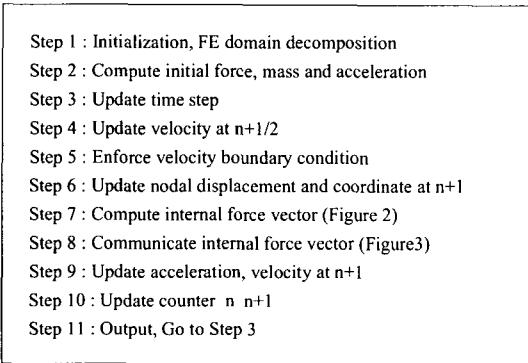 Step 1 : Initialization, FE domain decomposition
Step 2 : Compute initial force, mass and acceleration
Step 3 : Update time step
Step 4 : Update velocity at n+1/2
Step 5 : Enforce velocity boundary condition
Step 6 : Update nodal displacement and coordinate at n+1
Step 7 : Compute internal force vector (Figure 2)
Step 8 : Communicate internal force vector (Figure3)
Step 9 : Update acceleration, velocity at n+1
Step 10 : Update counter n n+1
Step 11 : Output, Go to Step 3